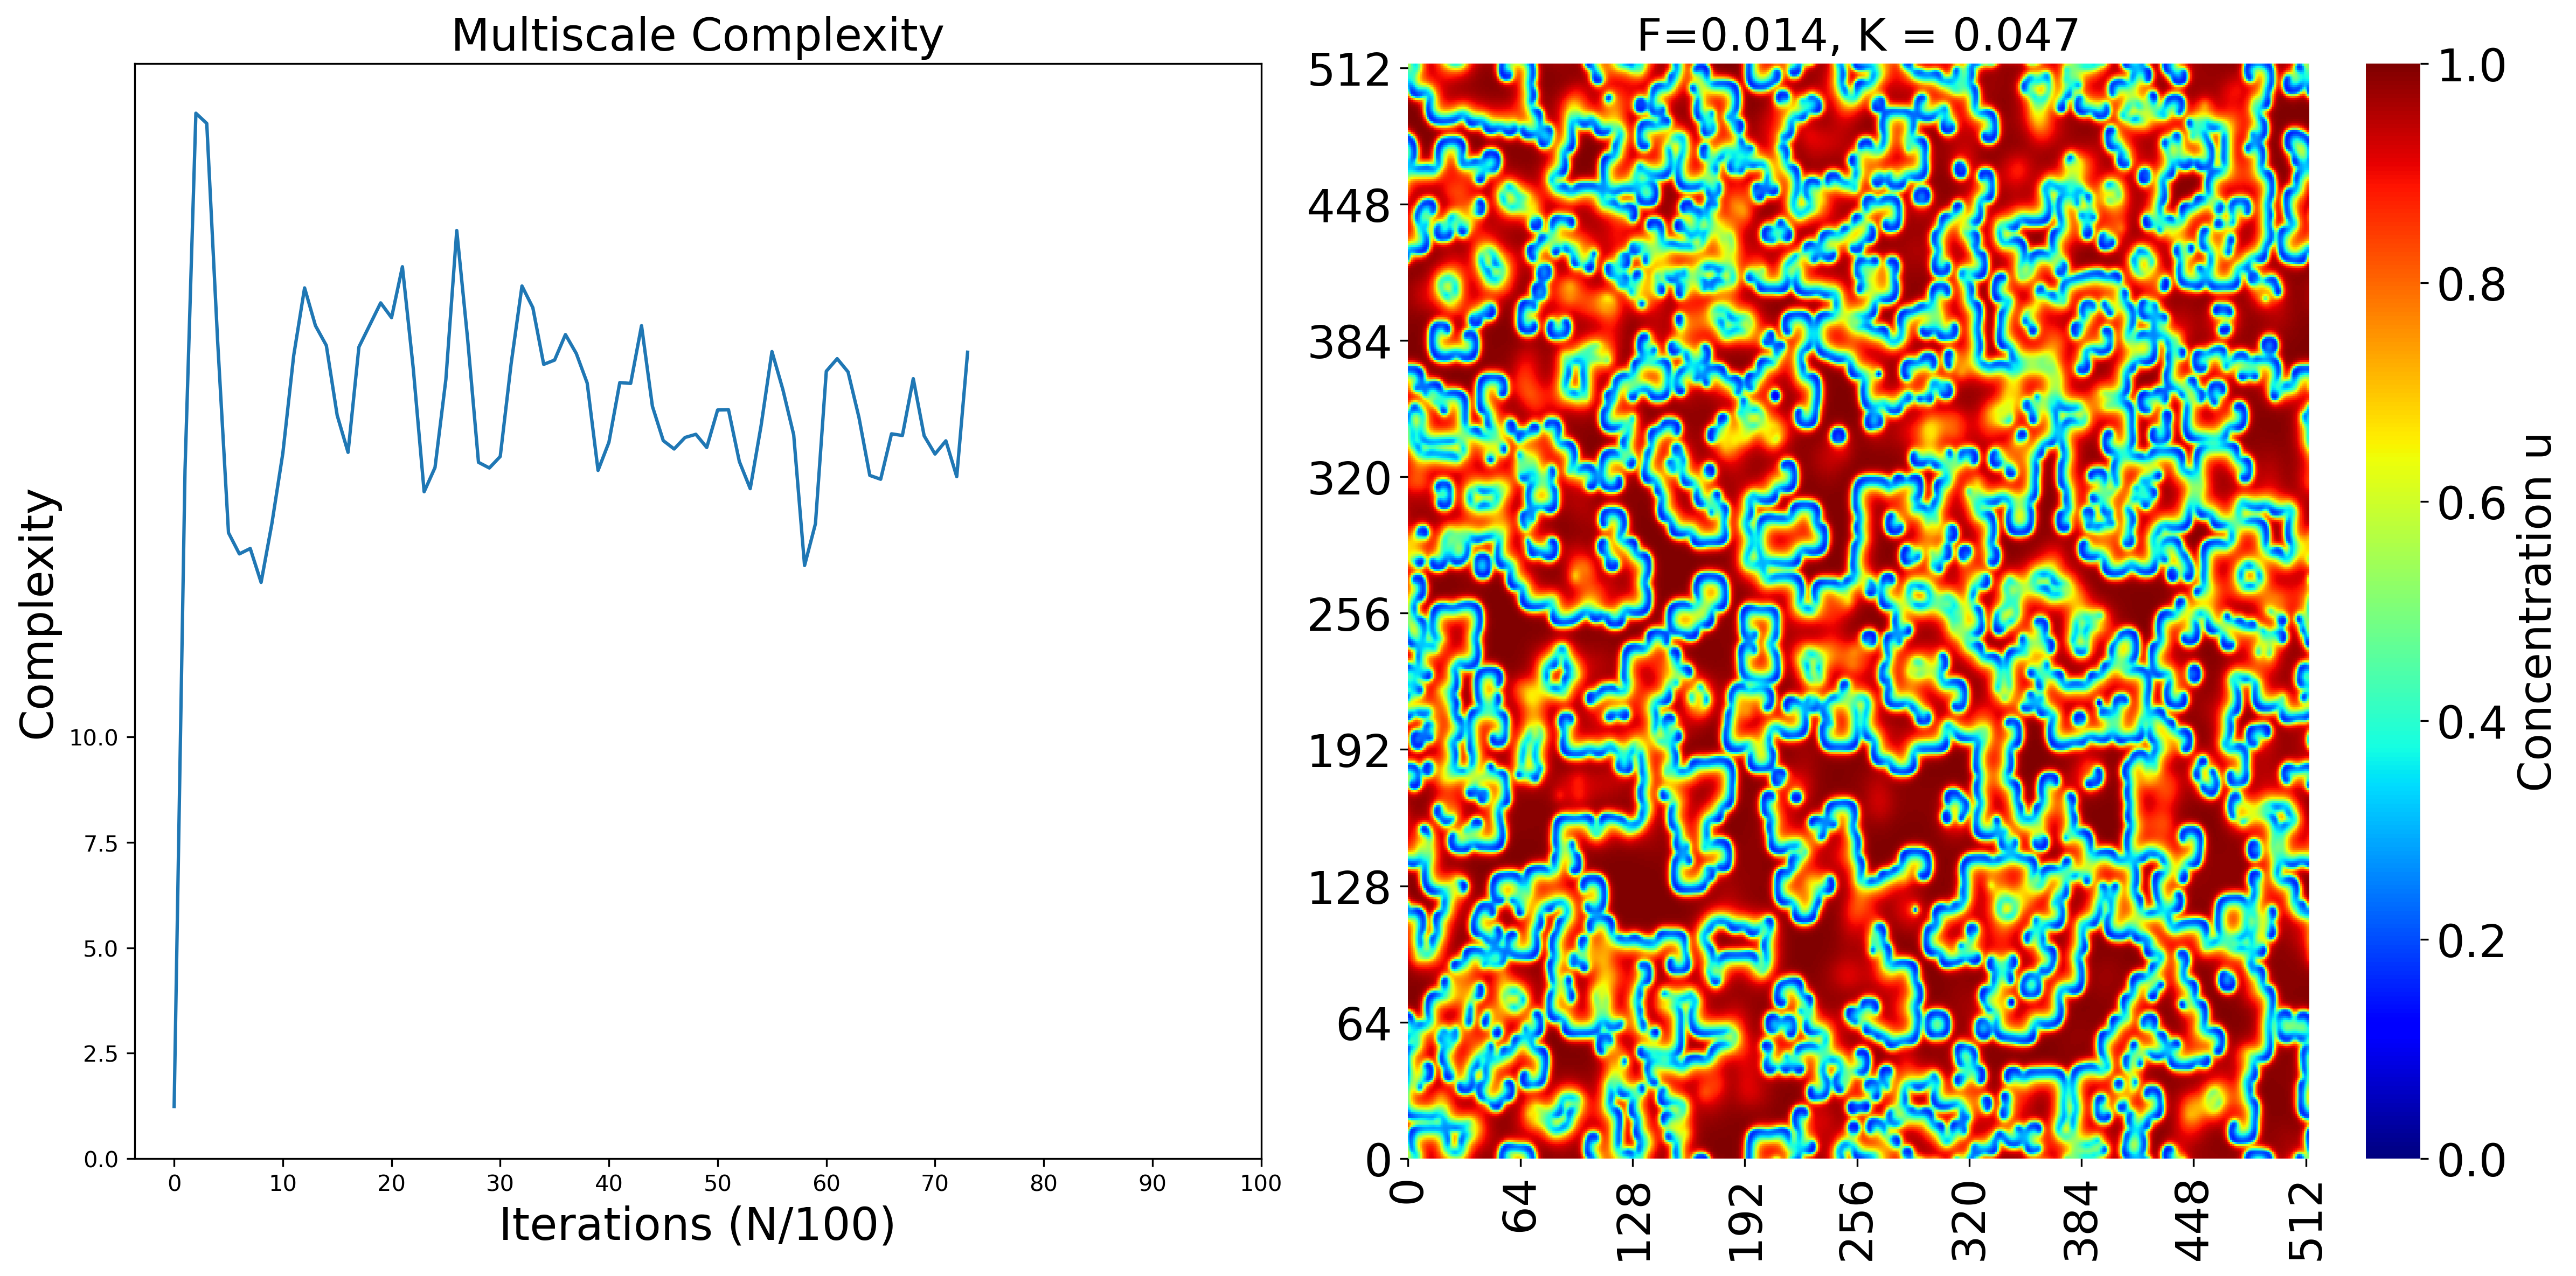 Multiscale Complexity
Complexity
10.0
7.5
5.0
2.5
0.0
0 10 20 30 40 50 60 70 80 90 100
Iterations (N/100)
F=0.014, K = 0.047
512
448
384
320
256
192
128
64
0
0 64 128 192 256 320 384 448 512
1.0
0.8
0.6
0.4
0.2
0.0
Concentration u